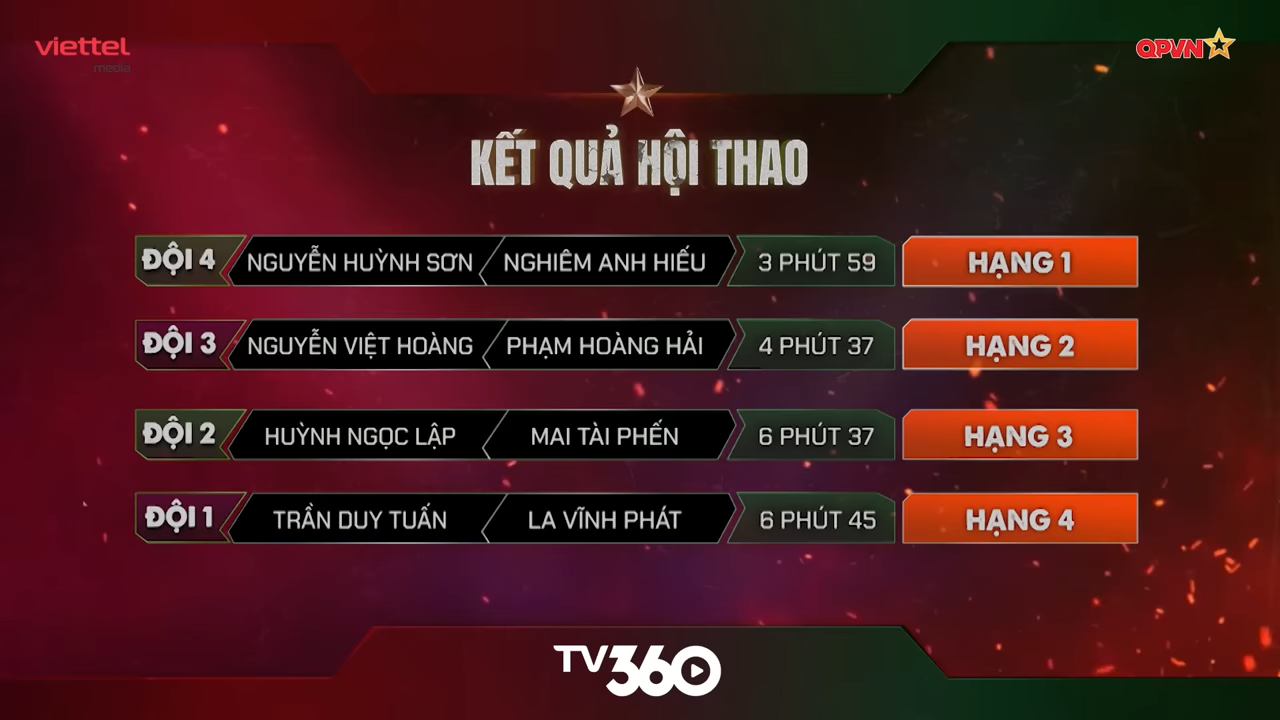 viettel
media
QPVN
KẾT QUẢ HỘI THAO
ĐỘI 4 NGUYỄN HUỲNH SƠN NGHIÊM ANH HIẾU 3 PHÚT 59 HẠNG 1
ĐỘI 3 NGUYỄN VIỆT HOÀNG PHẠM HOÀNG HẢI 4 PHÚT 37 HẠNG 2
ĐỘI 2 HUỲNH NGỌC LẬP MAI TÀI PHẾN 6 PHÚT 37 HẠNG 3
ĐỘI 1 TRẦN DUY TUẤN LA VĨNH PHÁT 6 PHÚT 45 HẠNG 4
TV360